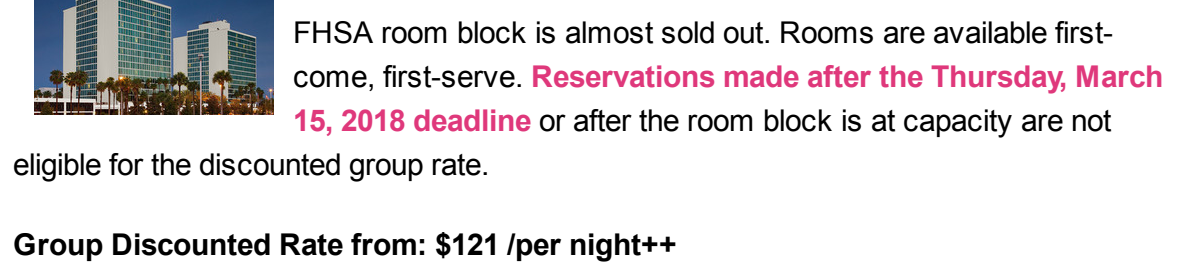 FHSA room block is almost sold out. Rooms are available first-
come, first-serve. Reservations made after the Thursday, March
15, 2018 deadline or after the room block is at capacity are not
eligible for the discounted group rate.
Group Discounted Rate from: $121 /per night++